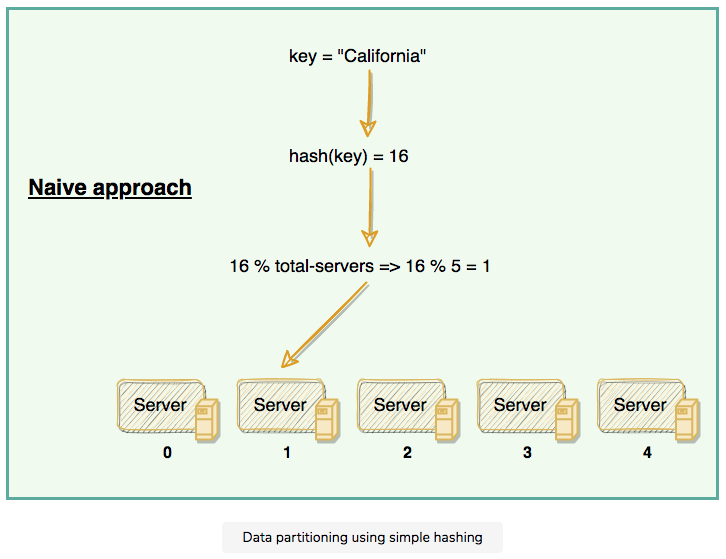 key = "California"
hash(key) = 16
Naive approach
16 % total-servers => 16 % 5 = 1
Server Server Server Server Server
0 1 2 3 4
Data partitioning using simple hashing